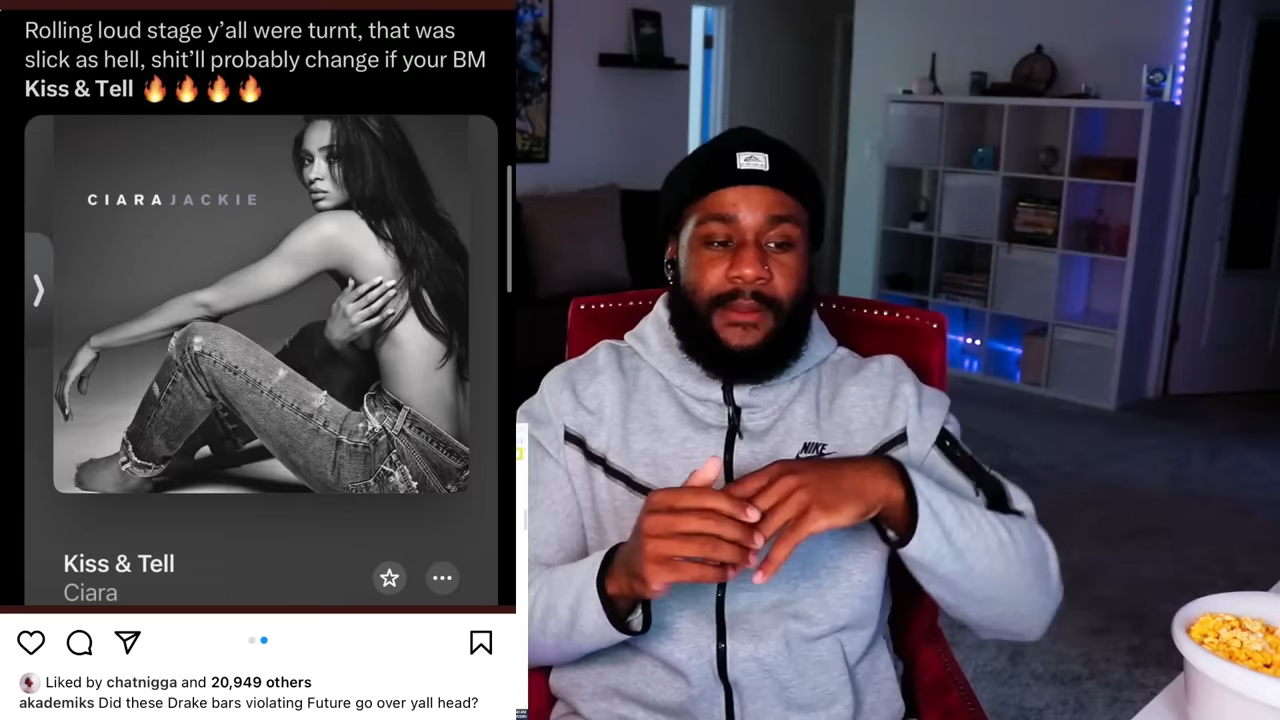 Rolling loud stage y’all were turnt, that was
slick as hell, shit’ll probably change if your BM
Kiss & Tell 🔥🔥🔥🔥
CIARAJACKIE
Kiss & Tell
Ciara
Liked by chatnigga and 20,949 others
akademiks Did these Drake bars violating Future go over yall head?
NIKE